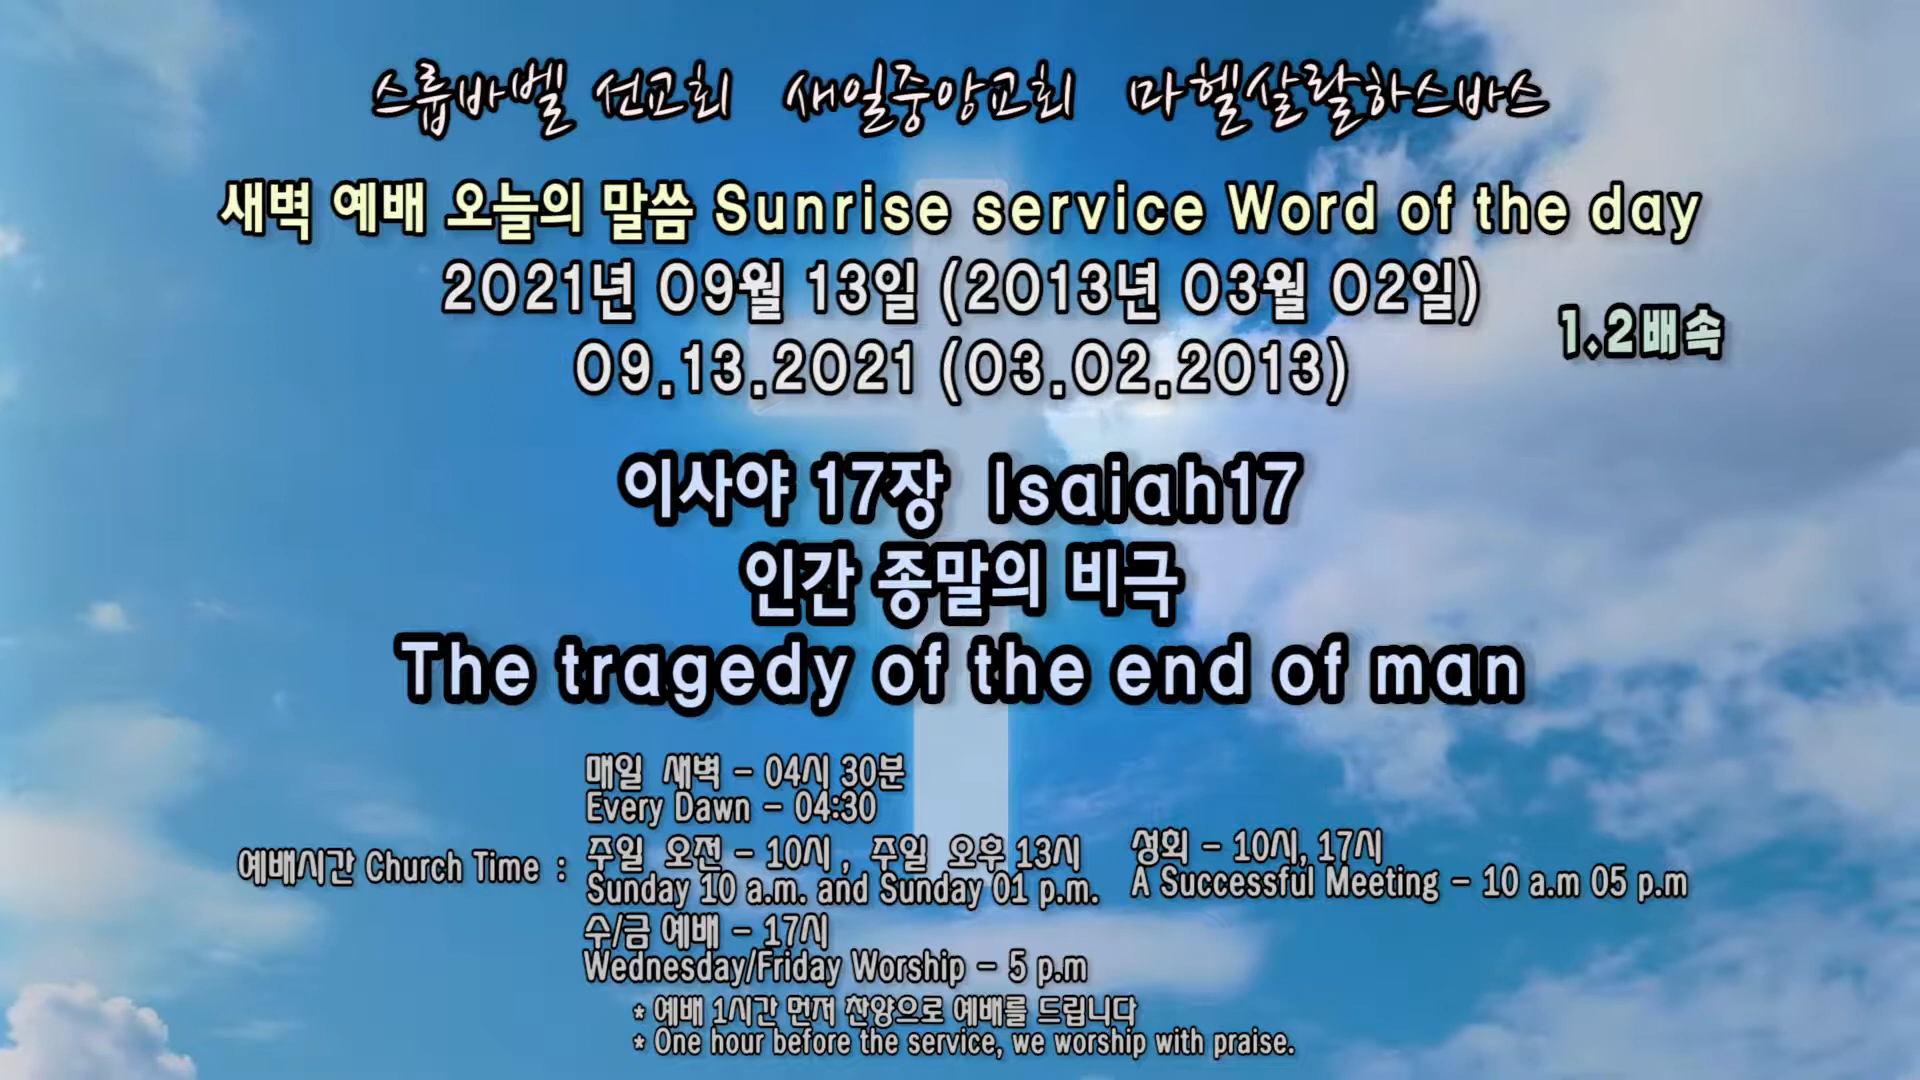 스룹바벨 선교회 새일중앙교회 마헬살랄하스바스
새벽 예배 오늘의 말씀 Sunrise service Word of the day
2021년 09월 13일 (2013년 03월 02일)
1.2배속
09.13.2021 (03.02.2013)
이사야 17장 Isaiah17
인간 종말의 비극
The tragedy of the end of man
예배시간 Church Time :
매일 새벽 - 04시 30분
Every Dawn - 04:30
주일 오전 - 10시 , 주일 오후 13시
Sunday 10 a.m. and Sunday 01 p.m.
성회 - 10시, 17시
A Successful Meeting - 10 a.m 05 p.m
수/금 예배 - 17시
Wednesday/Friday Worship - 5 p.m
* 예배 1시간 먼저 찬양으로 예배를 드립니다
* One hour before the service, we worship with praise.